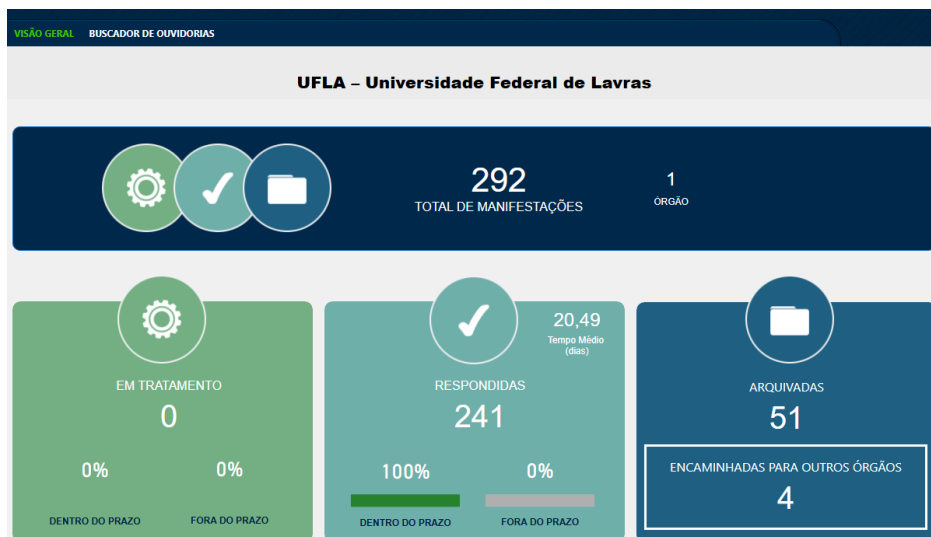 VISÃO GERAL BUSCADOR DE OUVIDORIAS
UFLA – Universidade Federal de Lavras
292
TOTAL DE MANIFESTAÇÕES
1
ÓRGÃO
EM TRATAMENTO
0
0% 0%
DENTRO DO PRAZO FORA DO PRAZO
20,49
Tempo Médio
(dias)
RESPONDIDAS
241
100% 0%
DENTRO DO PRAZO FORA DO PRAZO
ARQUIVADAS
51
ENCAMINHADAS PARA OUTROS ÓRGÃOS
4